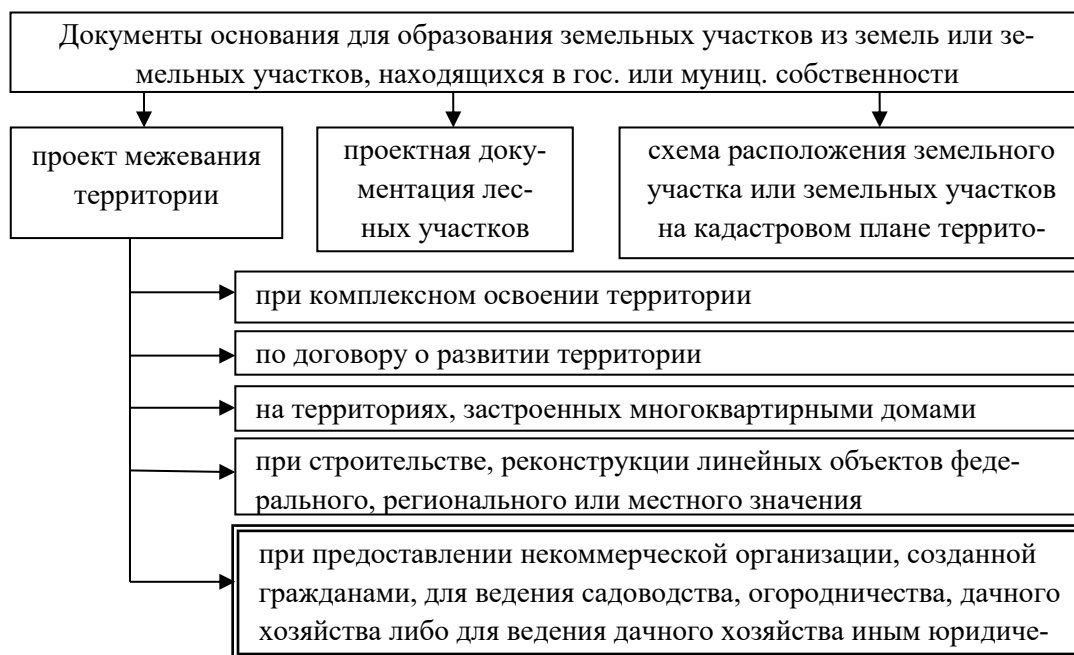 Документы основания для образования земельных участков из земель или зе-
мельных участков, находящихся в гос. или муниц. собственности
проект межевания
территории
проектная доку-
ментация лес-
ных участков
схема расположения земельного
участка или земельных участков
на кадастровом плане террито-
при комплексном освоении территории
по договору о развитии территории
на территориях, застроенных многоквартирными домами
при строительстве, реконструкции линейных объектов феде-
рального, регионального или местного значения
при предоставлении некоммерческой организации, созданной
гражданами, для ведения садоводства, огородничества, дачного
хозяйства либо для ведения дачного хозяйства иным юридиче-